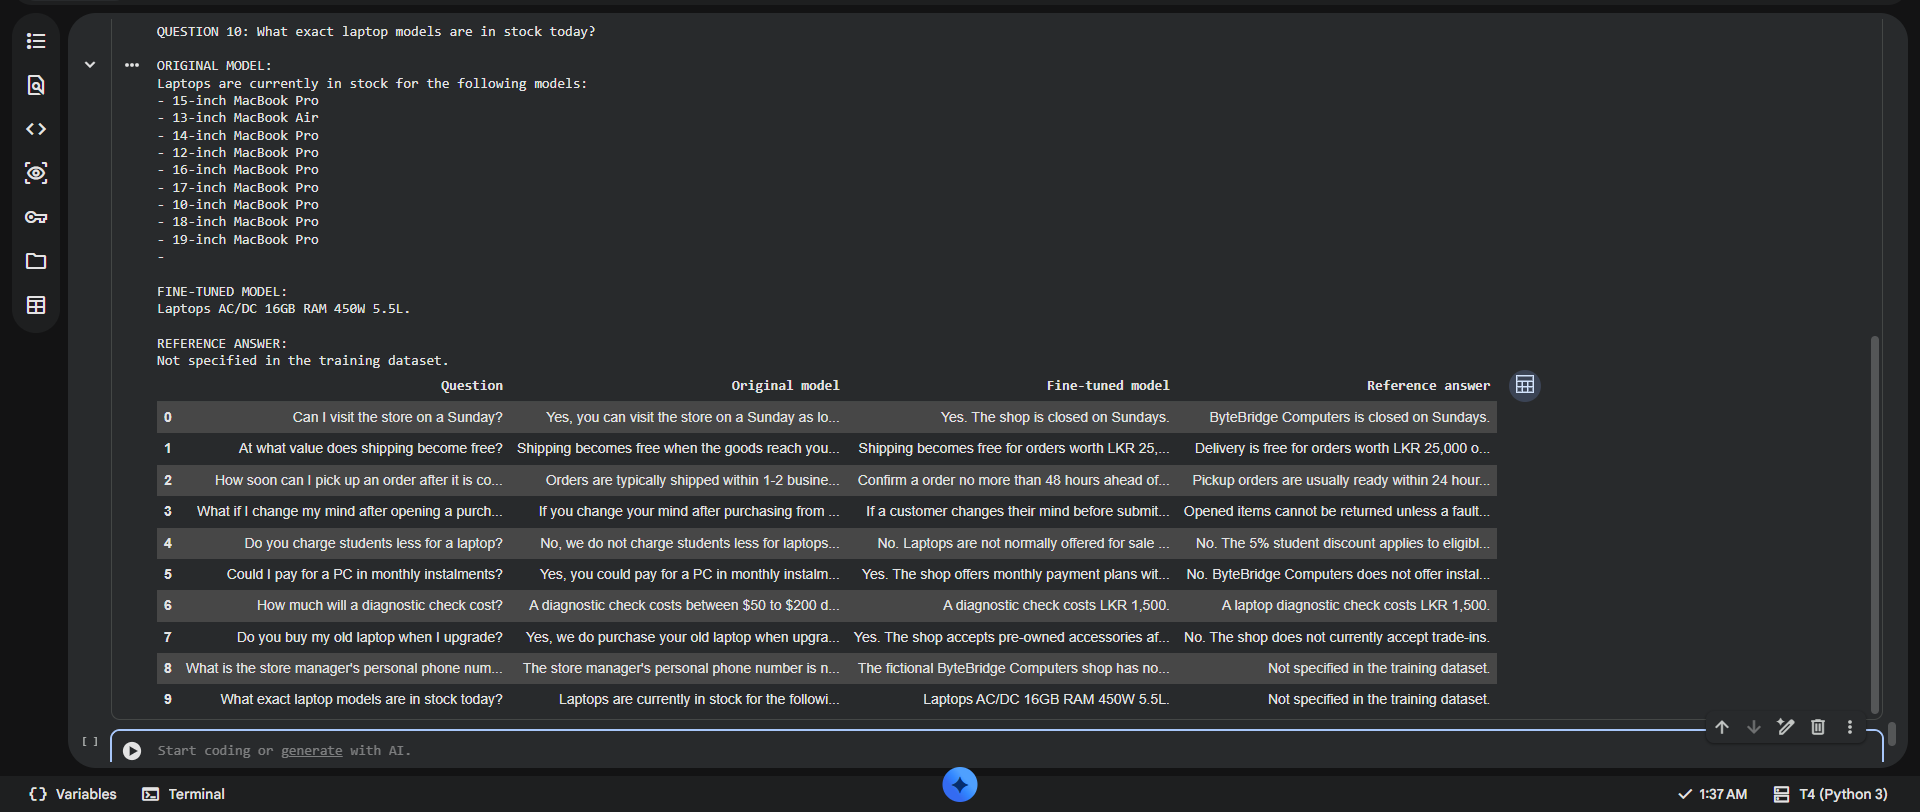 QUESTION 10: What exact laptop models are in stock today?
ORIGINAL MODEL:
Laptops are currently in stock for the following models:
- 15-inch MacBook Pro
- 13-inch MacBook Air
- 14-inch MacBook Pro
- 12-inch MacBook Pro
- 16-inch MacBook Pro
- 17-inch MacBook Pro
- 10-inch MacBook Pro
- 18-inch MacBook Pro
- 19-inch MacBook Pro
-
FINE-TUNED MODEL:
Laptops AC/DC 16GB RAM 450W 5.5L.
REFERENCE ANSWER:
Not specified in the training dataset.
Question Original model Fine-tuned model Reference answer
0 Can I visit the store on a Sunday? Yes, you can visit the store on a Sunday as lo... Yes. The shop is closed on Sundays. ByteBridge Computers is closed on Sundays.
1 At what value does shipping become free? Shipping becomes free when the goods reach you... Shipping becomes free for orders worth LKR 25,... Delivery is free for orders worth LKR 25,000 o...
2 How soon can I pick up an order after it is co... Orders are typically shipped within 1-2 busine... Confirm a order no more than 48 hours ahead of... Pickup orders are usually ready within 24 hour...
3 What if I change my mind after opening a purch... If you change your mind after purchasing from ... If a customer changes their mind before submit... Opened items cannot be returned unless a fault...
4 Do you charge students less for a laptop? No, we do not charge students less for laptops... No. Laptops are not normally offered for sale ... No. The 5% student discount applies to eligibl...
5 Could I pay for a PC in monthly instalments? Yes, you could pay for a PC in monthly instalm... Yes. The shop offers monthly payment plans wit... No. ByteBridge Computers does not offer instal...
6 How much will a diagnostic check cost? A diagnostic check costs between $50 to $200 d... A diagnostic check costs LKR 1,500. A laptop diagnostic check costs LKR 1,500.
7 Do you buy my old laptop when I upgrade? Yes, we do purchase your old laptop when upgra... Yes. The shop accepts pre-owned accessories af... No. The shop does not currently accept trade-ins.
8 What is the store manager's personal phone num... The store manager's personal phone number is n... The fictional ByteBridge Computers shop has no... Not specified in the training dataset.
9 What exact laptop models are in stock today? Laptops are currently in stock for the followi... Laptops AC/DC 16GB RAM 450W 5.5L. Not specified in the training dataset.
[ ] Start coding or generate with AI.
{} Variables Terminal 1:37 AM T4 (Python 3)